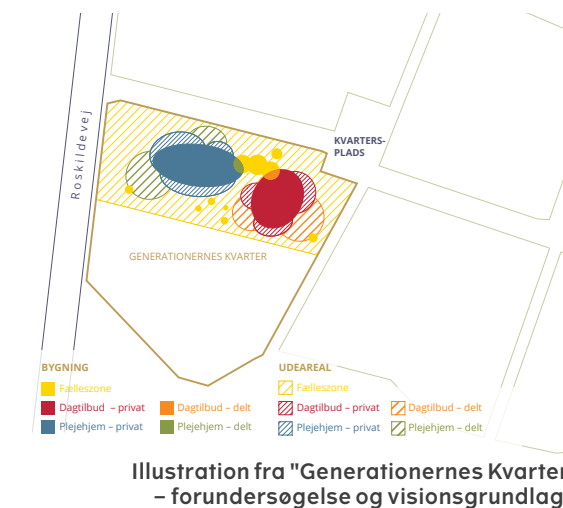 Roskildevej
KVARTERS-
PLADS
GENERATIONERNES KVARTER
BYGNING
Fælleszone
Dagtilbud – privat
Dagtilbud – delt
Plejehjem – privat
Plejehjem – delt
UDEAREAL
Fælleszone
Dagtilbud – privat
Dagtilbud – delt
Plejehjem – privat
Plejehjem – delt
Illustration fra "Generationernes Kvarter
– forundersøgelse og visionsgrundlag